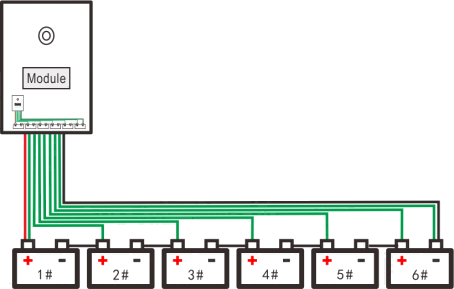 Module
+ - + - + - + - + - + -
1# 2# 3# 4# 5# 6#